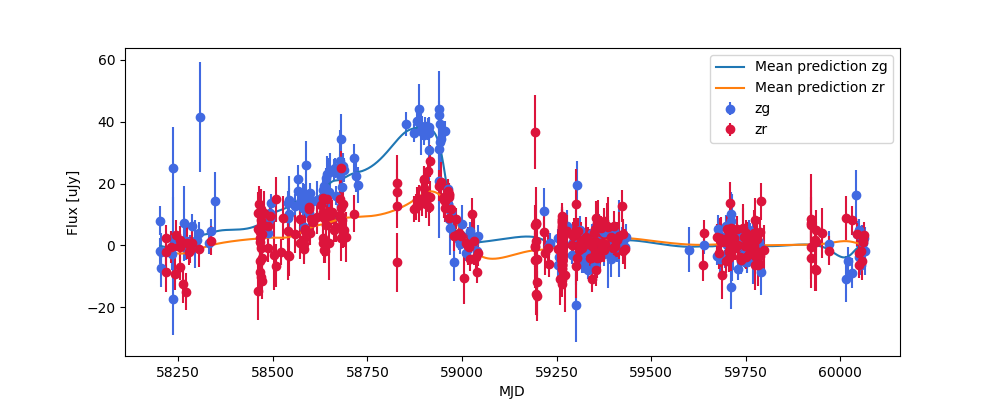 60
40
20
0
−20
Flux [uJy]
58250 58500 58750 59000 59250 59500 59750 60000
MJD
Mean prediction zg
Mean prediction zr
zg
zr